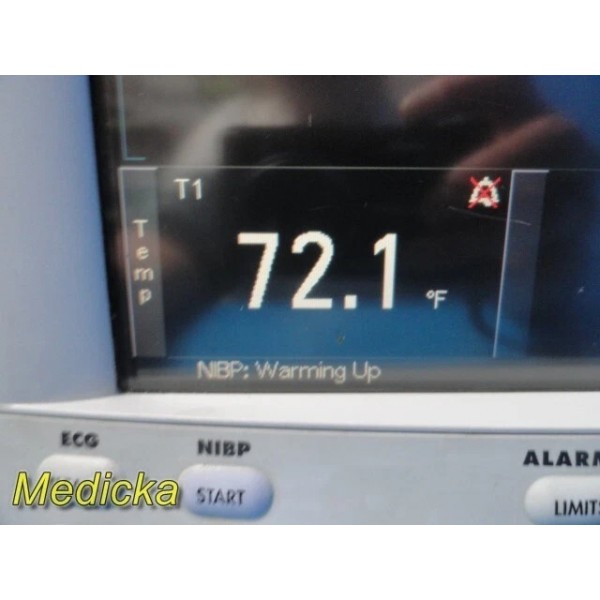 T1
Temp
72.1 °F
NIBP: Warming Up
ECG
NIBP
START
ALARM
LIMITS
Medicka